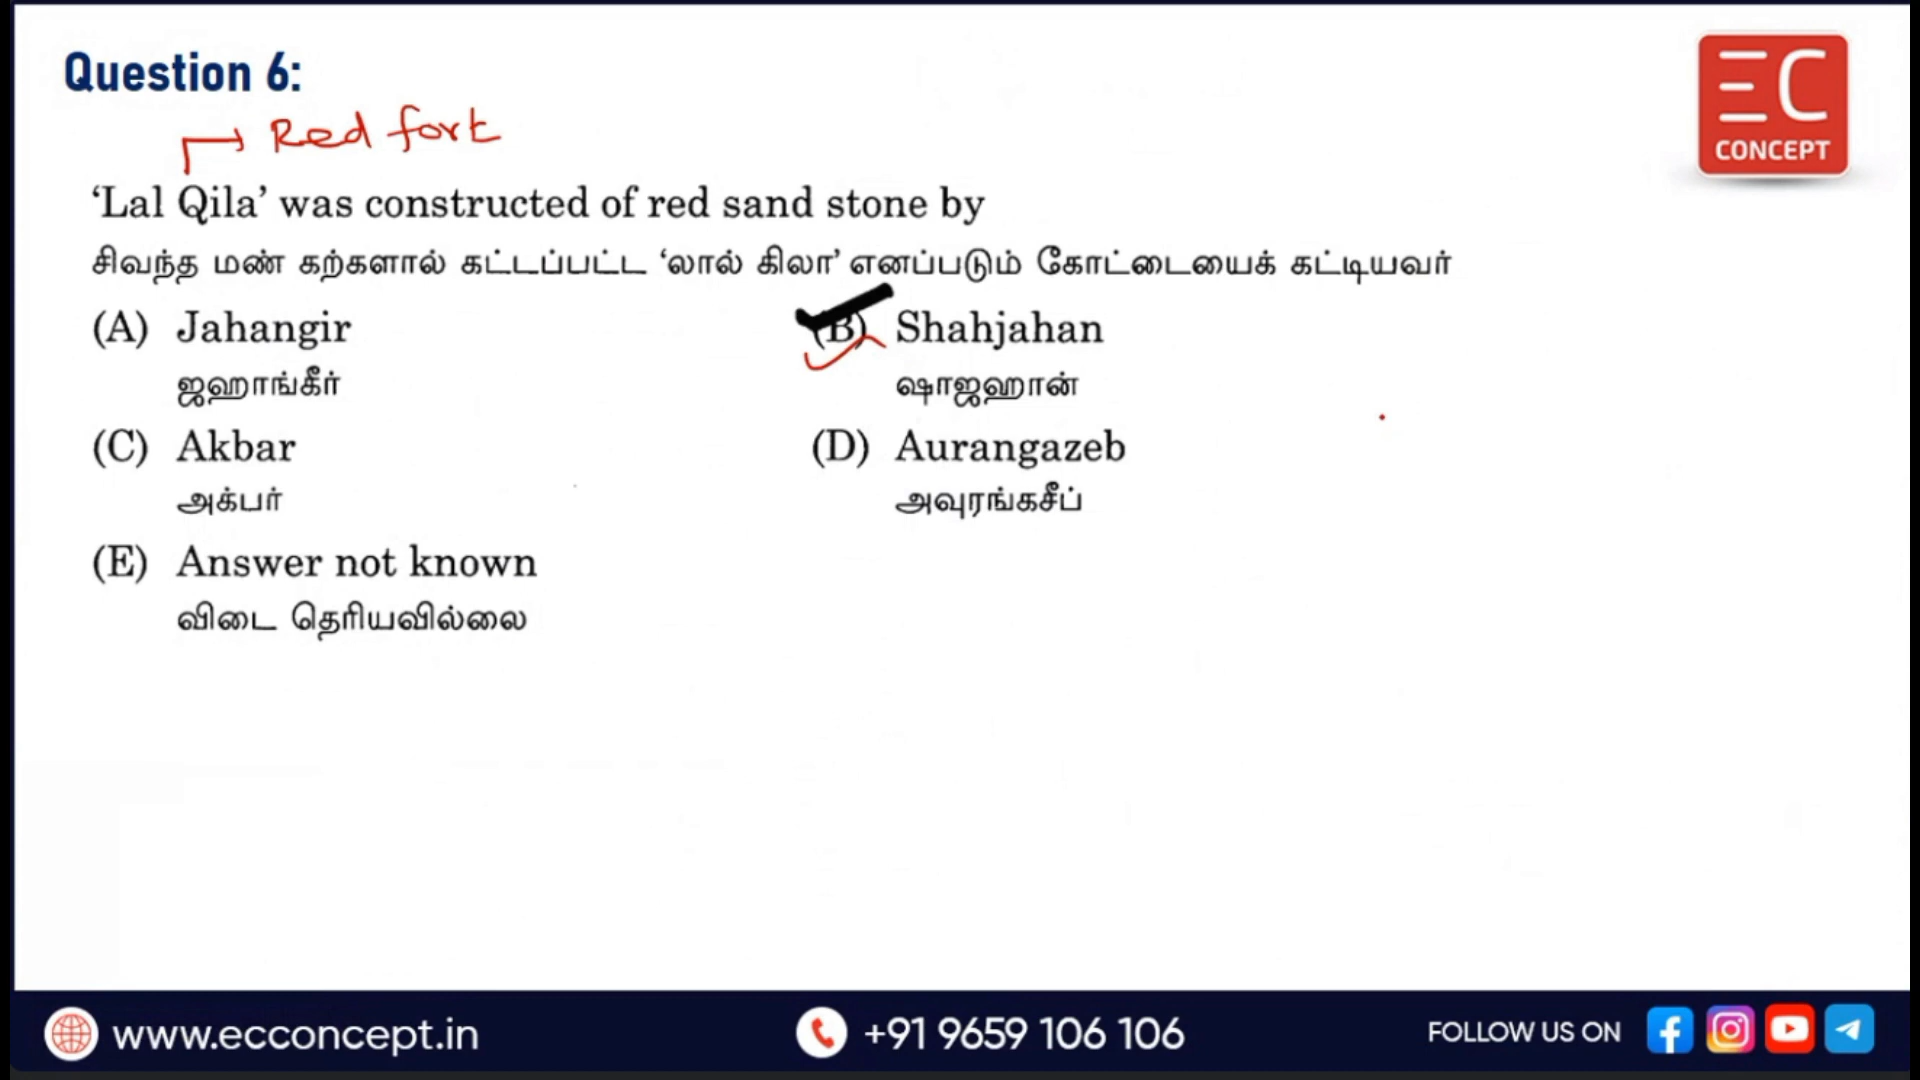 Question 6:
EC
CONCEPT
Red fort
‘Lal Qila’ was constructed of red sand stone by
சிவந்த மண் கற்களால் கட்டப்பட்ட ‘லால் கிலா’ எனப்படும் கோட்டையைக் கட்டியவர்
(A) Jahangir
ஜஹாங்கீர்
(B) Shahjahan
ஷாஜஹான்
(C) Akbar
அக்பர்
(D) Aurangazeb
அவுரங்கசீப்
(E) Answer not known
விடை தெரியவில்லை
www.ecconcept.in
+91 9659 106 106
FOLLOW US ON